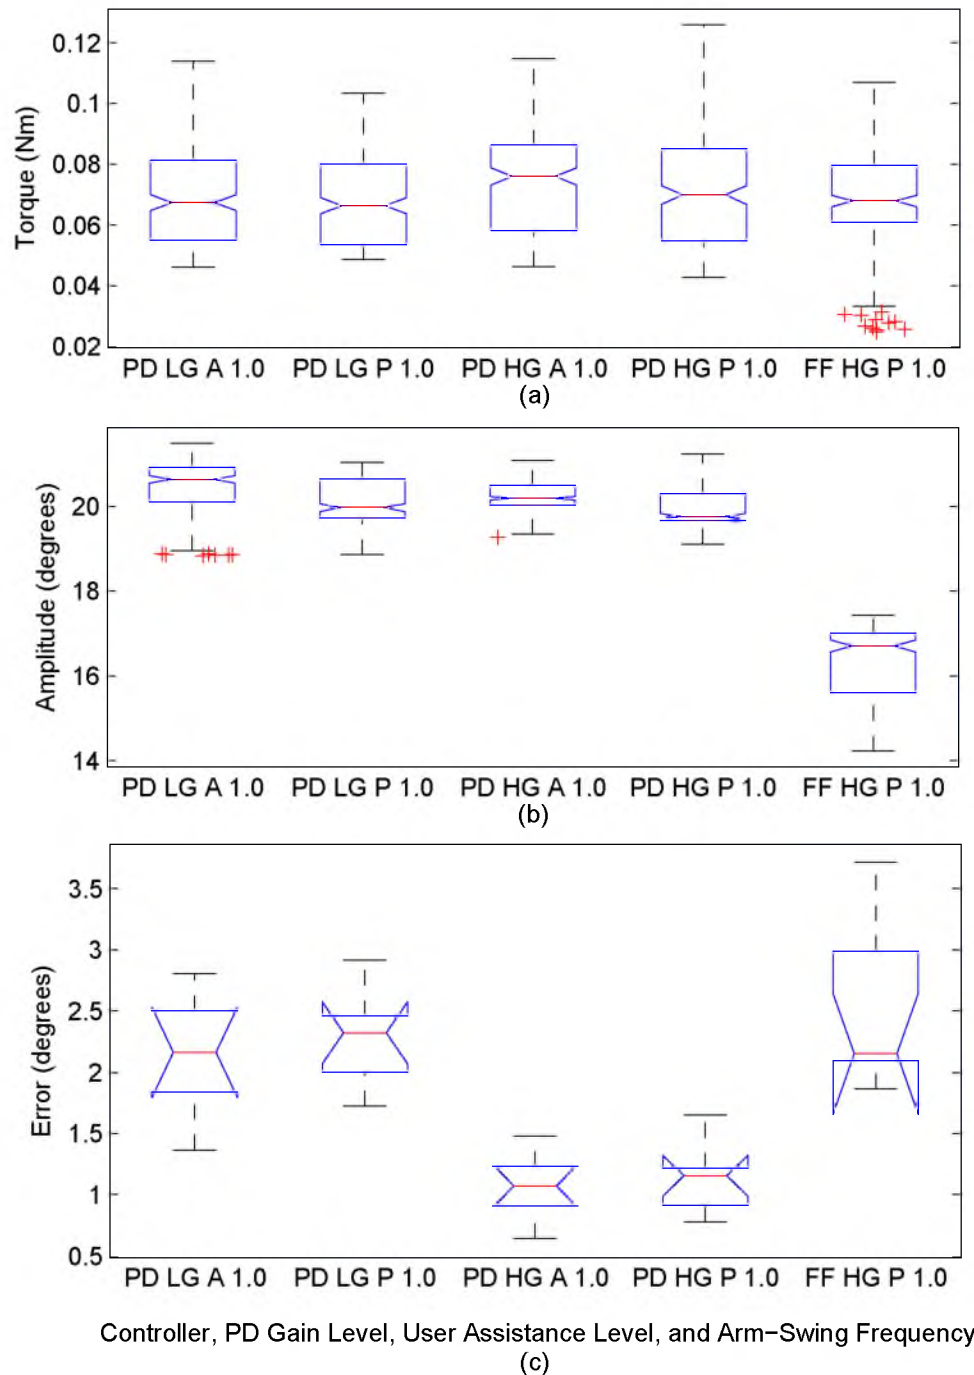 0.12
0.1
0.08
0.06
0.04
0.02
Torque (Nm)
PD LG A 1.0 PD LG P 1.0 PD HG A 1.0 PD HG P 1.0 FF HG P 1.0
(a)
20
18
16
14
Amplitude (degrees)
PD LG A 1.0 PD LG P 1.0 PD HG A 1.0 PD HG P 1.0 FF HG P 1.0
(b)
3.5
3
2.5
2
1.5
1
0.5
Error (degrees)
PD LG A 1.0 PD LG P 1.0 PD HG A 1.0 PD HG P 1.0 FF HG P 1.0
Controller, PD Gain Level, User Assistance Level, and Arm−Swing Frequency
(c)